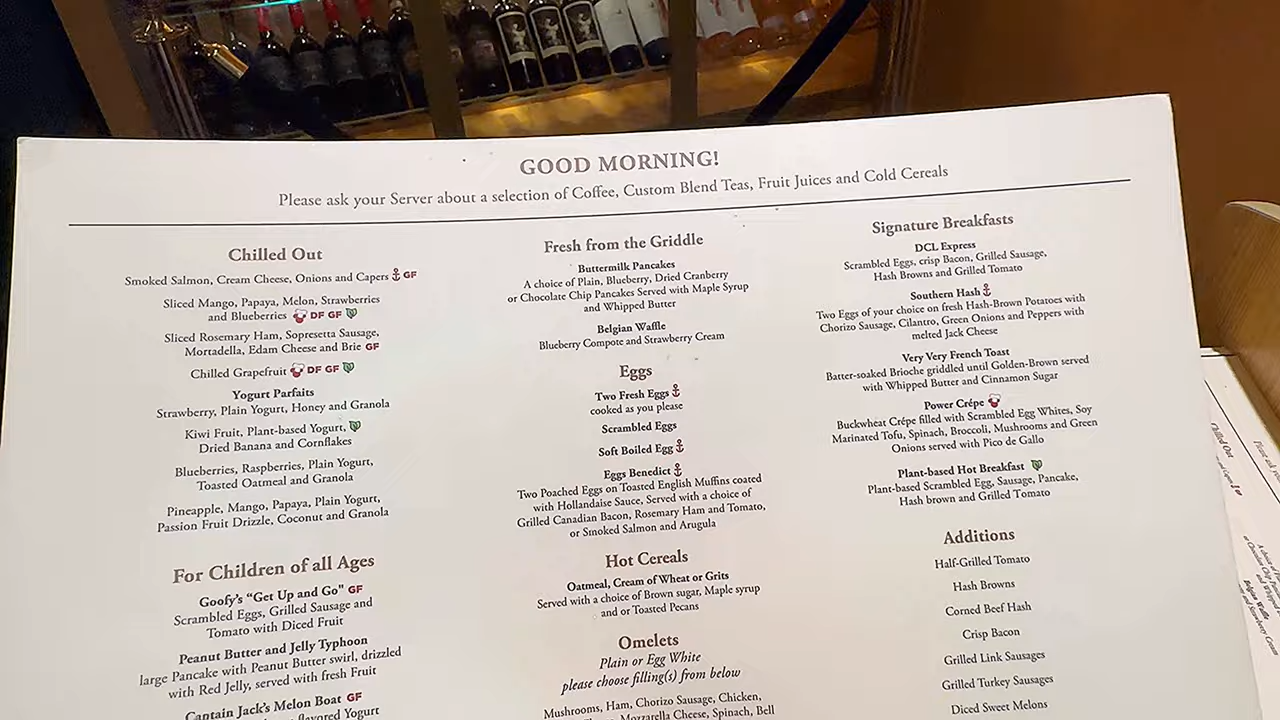 GOOD MORNING!
Please ask your Server about a selection of Coffee, Custom Blend Teas, Fruit Juices and Cold Cereals
Chilled Out
Smoked Salmon, Cream Cheese, Onions and Capers GF
Sliced Mango, Papaya, Melon, Strawberries
and Blueberries DF GF
Sliced Rosemary Ham, Sopresetta Sausage,
Mortadella, Edam Cheese and Brie GF
Chilled Grapefruit DF GF
Yogurt Parfaits
Strawberry, Plain Yogurt, Honey and Granola
Kiwi Fruit, Plant-based Yogurt,
Dried Banana and Cornflakes
Blueberries, Raspberries, Plain Yogurt,
Toasted Oatmeal and Granola
Pineapple, Mango, Papaya, Plain Yogurt,
Passion Fruit Drizzle, Coconut and Granola
For Children of all Ages
Goofy's "Get Up and Go" GF
Scrambled Eggs, Grilled Sausage and
Tomato with Diced Fruit
Peanut Butter and Jelly Typhoon
large Pancake with Peanut Butter swirl, drizzled
with Red Jelly, served with fresh Fruit
Captain Jack's Melon Boat GF
flavored Yogurt
Fresh from the Griddle
Buttermilk Pancakes
A choice of Plain, Blueberry, Dried Cranberry
or Chocolate Chip Pancakes Served with Maple Syrup
and Whipped Butter
Belgian Waffle
Blueberry Compote and Strawberry Cream
Eggs
Two Fresh Eggs
cooked as you please
Scrambled Eggs
Soft Boiled Egg
Eggs Benedict
Two Poached Eggs on Toasted English Muffins coated
with Hollandaise Sauce, Served with a choice of
Grilled Canadian Bacon, Rosemary Ham and Tomato,
or Smoked Salmon and Arugula
Hot Cereals
Oatmeal, Cream of Wheat or Grits
Served with a choice of Brown sugar, Maple syrup
and or Toasted Pecans
Omelets
Plain or Egg White
please choose filling(s) from below
Mushrooms, Ham, Chorizo Sausage, Chicken,
Mozzarella Cheese, Spinach, Bell
Signature Breakfasts
DCL Express
Scrambled Eggs, crisp Bacon, Grilled Sausage,
Hash Browns and Grilled Tomato
Southern Hash
Two Eggs of your choice on fresh Hash-Brown Potatoes with
Chorizo Sausage, Cilantro, Green Onions and Peppers with
melted Jack Cheese
Very Very French Toast
Batter-soaked Brioche griddled until Golden-Brown served
with Whipped Butter and Cinnamon Sugar
Power Crépe
Buckwheat Crépe filled with Scrambled Egg Whites, Soy
Marinated Tofu, Spinach, Broccoli, Mushrooms and Green
Onions served with Pico de Gallo
Plant-based Hot Breakfast
Plant-based Scrambled Egg, Sausage, Pancake,
Hash brown and Grilled Tomato
Additions
Half-Grilled Tomato
Hash Browns
Corned Beef Hash
Crisp Bacon
Grilled Link Sausages
Grilled Turkey Sausages
Diced Sweet Melons
Chilled Out
Please ask your
Belgian Waffle